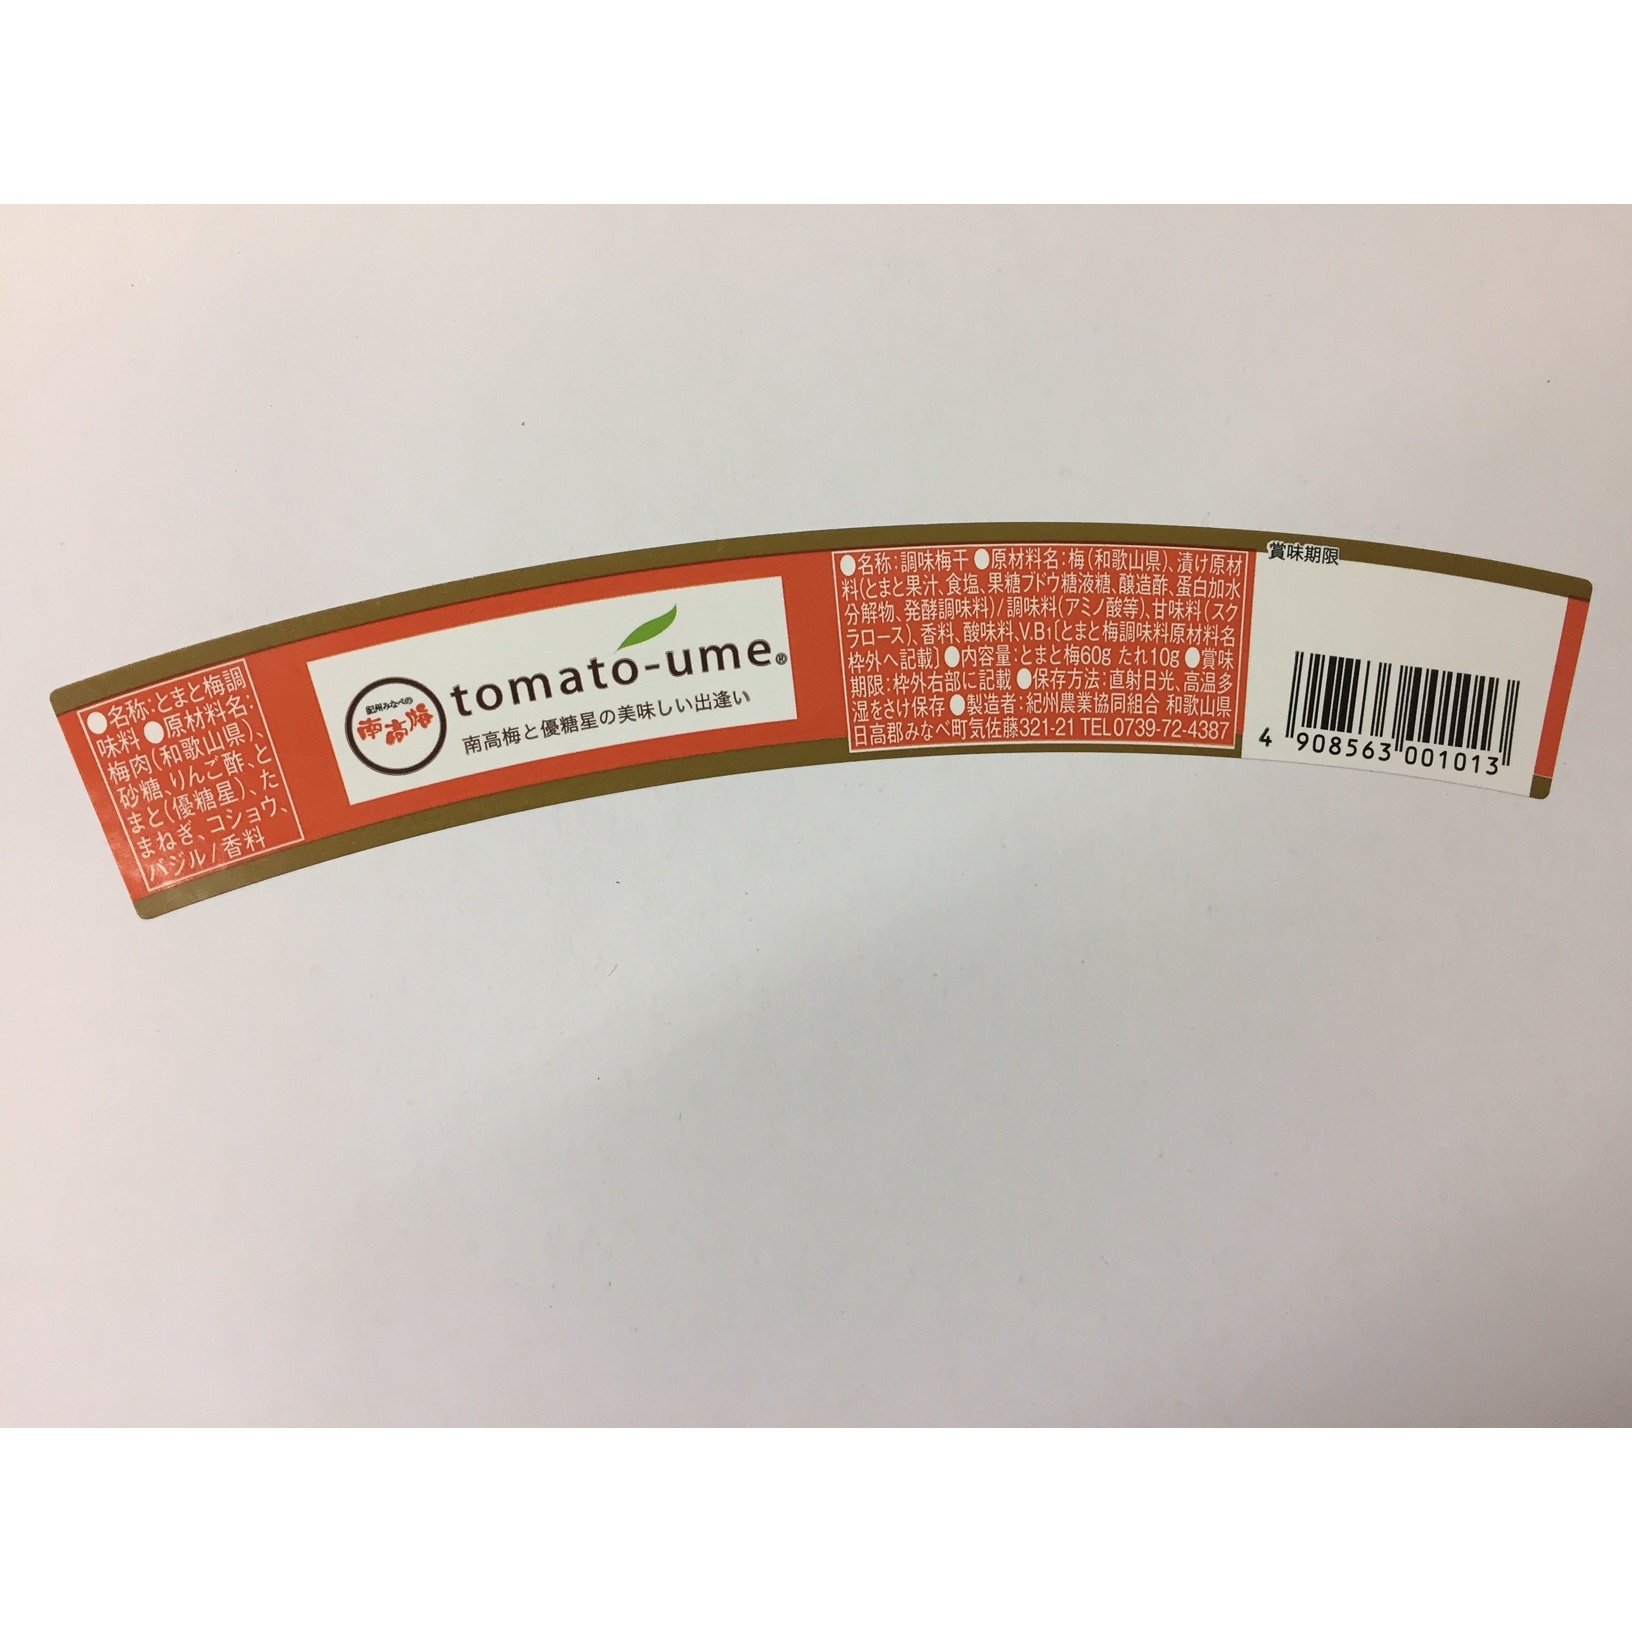 ●名称:とまと梅調
味料 ●原材料名:
梅肉(和歌山県)、
砂糖、りんご酢、と
まと(優糖星)、た
まねぎ、コショウ、
バジル/香料
紀州みなべの
南高梅
tomato-ume®
南高梅と優糖星の美味しい出逢い
●名称:調味梅干 ●原材料名:梅(和歌山県)、漬け原材
料(とまと果汁、食塩、果糖ブドウ糖液糖、醸造酢、蛋白加水
分解物、発酵調味料)/調味料(アミノ酸等)、甘味料(スク
ラロース)、香料、酸味料、V.B₁〔とまと梅調味料原材料名
枠外へ記載〕●内容量:とまと梅60g たれ10g ●賞味
期限:枠外右部に記載 ●保存方法:直射日光、高温多
湿をさけ保存 ●製造者:紀州農業協同組合 和歌山県
日高郡みなべ町気佐藤321-21 TEL0739-72-4387
賞味期限
4 908563 001013